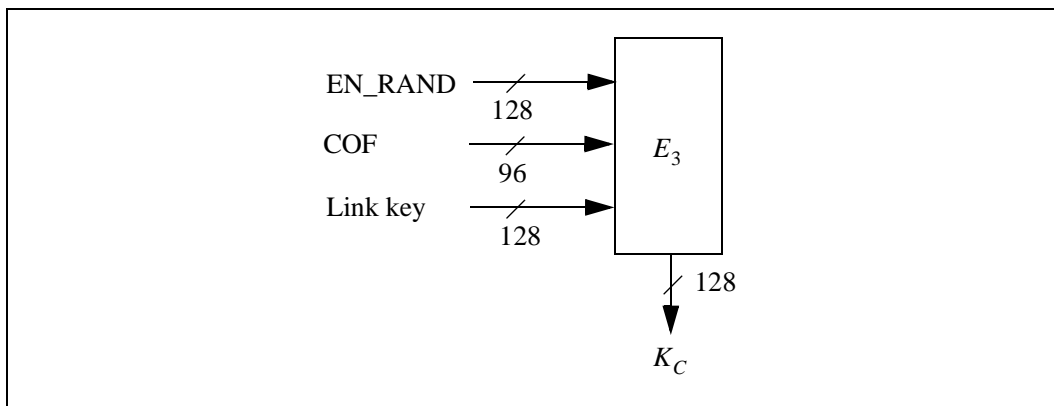 EN_RAND
128
COF
96
Link key
128
E3
128
KC